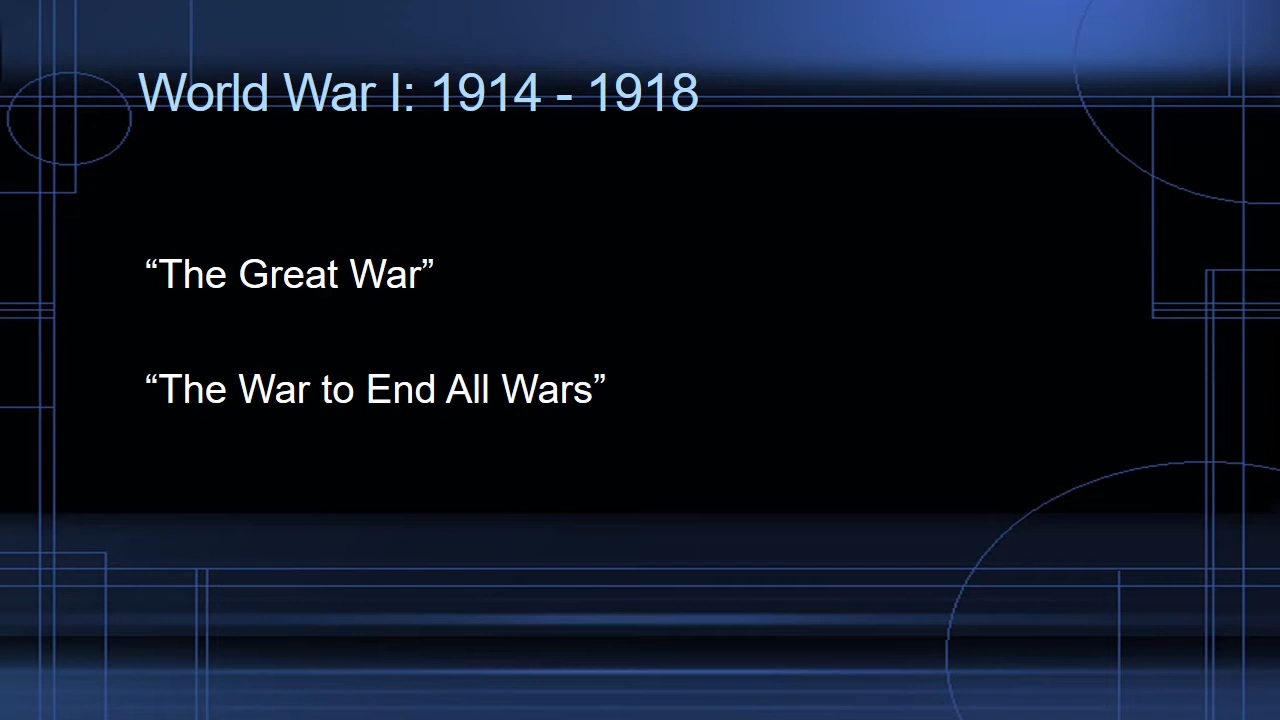 World War I: 1914 - 1918
“The Great War”
“The War to End All Wars”